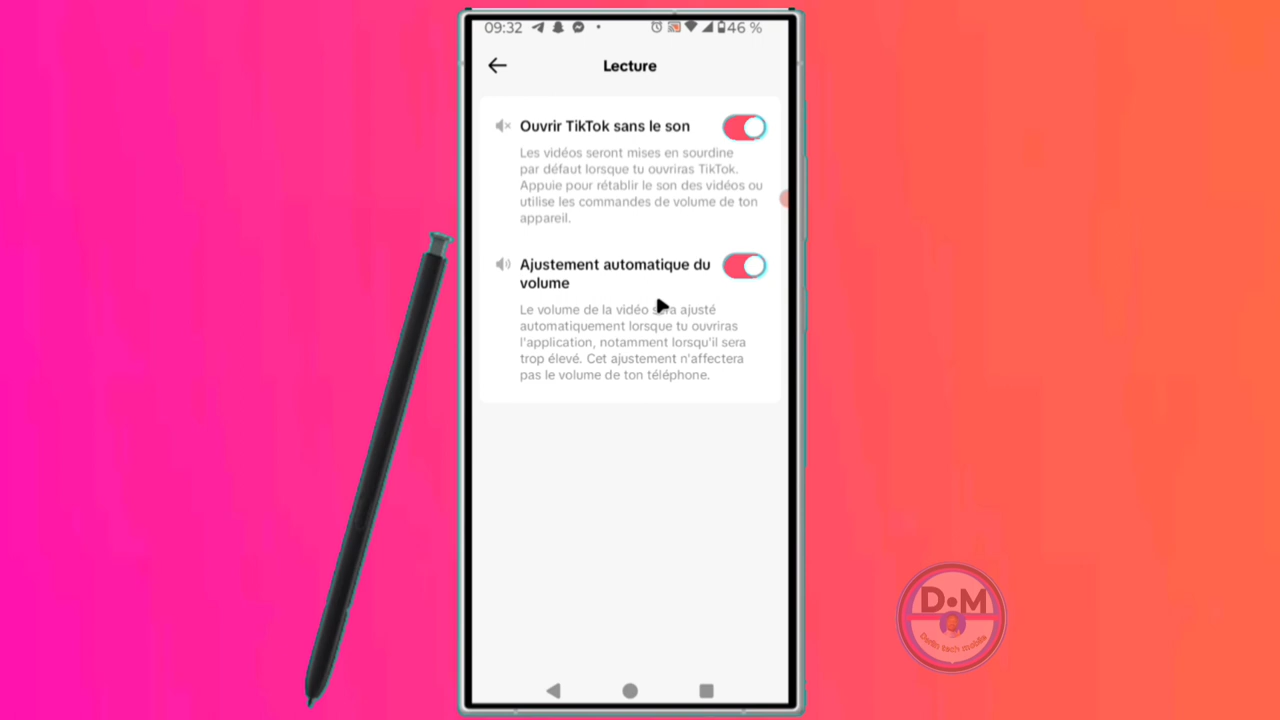 09:32
46 %
Lecture
Ouvrir TikTok sans le son
Les vidéos seront mises en sourdine
par défaut lorsque tu ouvriras TikTok.
Appuie pour rétablir le son des vidéos ou
utilise les commandes de volume de ton
appareil.
Ajustement automatique du
volume
Le volume de la vidéo sera ajusté
automatiquement lorsque tu ouvriras
l'application, notamment lorsqu'il sera
trop élevé. Cet ajustement n'affectera
pas le volume de ton téléphone.
D•M
Derlin tech mobile